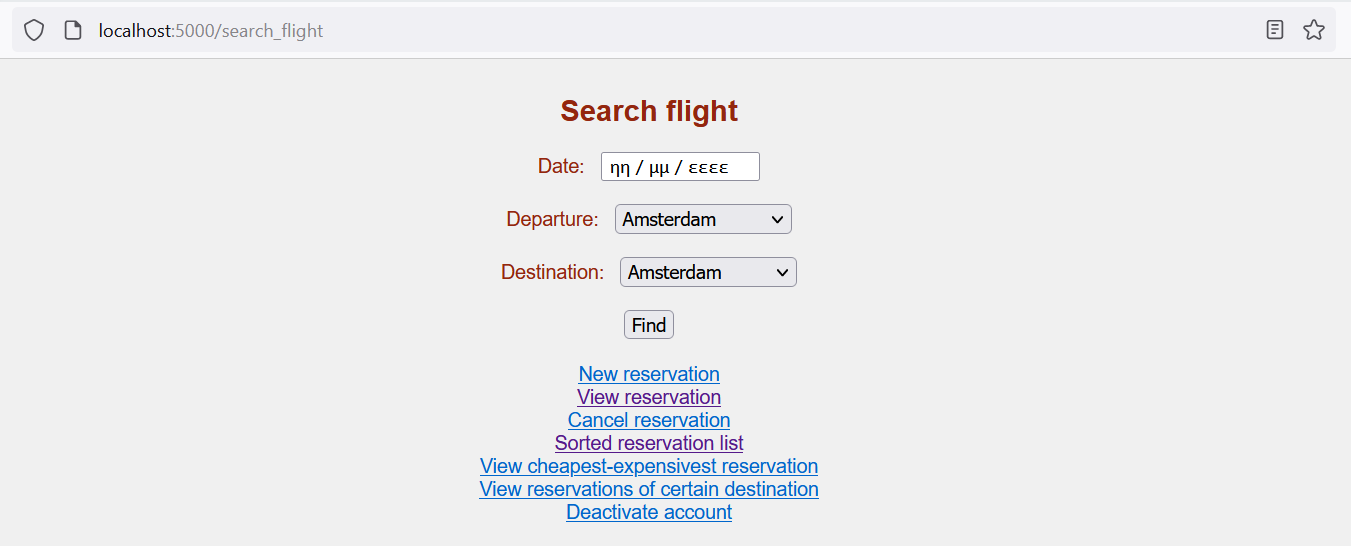 localhost:5000/search_flight
Search flight
Date: ηη / μμ / εεεε
Departure: Amsterdam
Destination: Amsterdam
Find
New reservation
View reservation
Cancel reservation
Sorted reservation list
View cheapest-expensivest reservation
View reservations of certain destination
Deactivate account